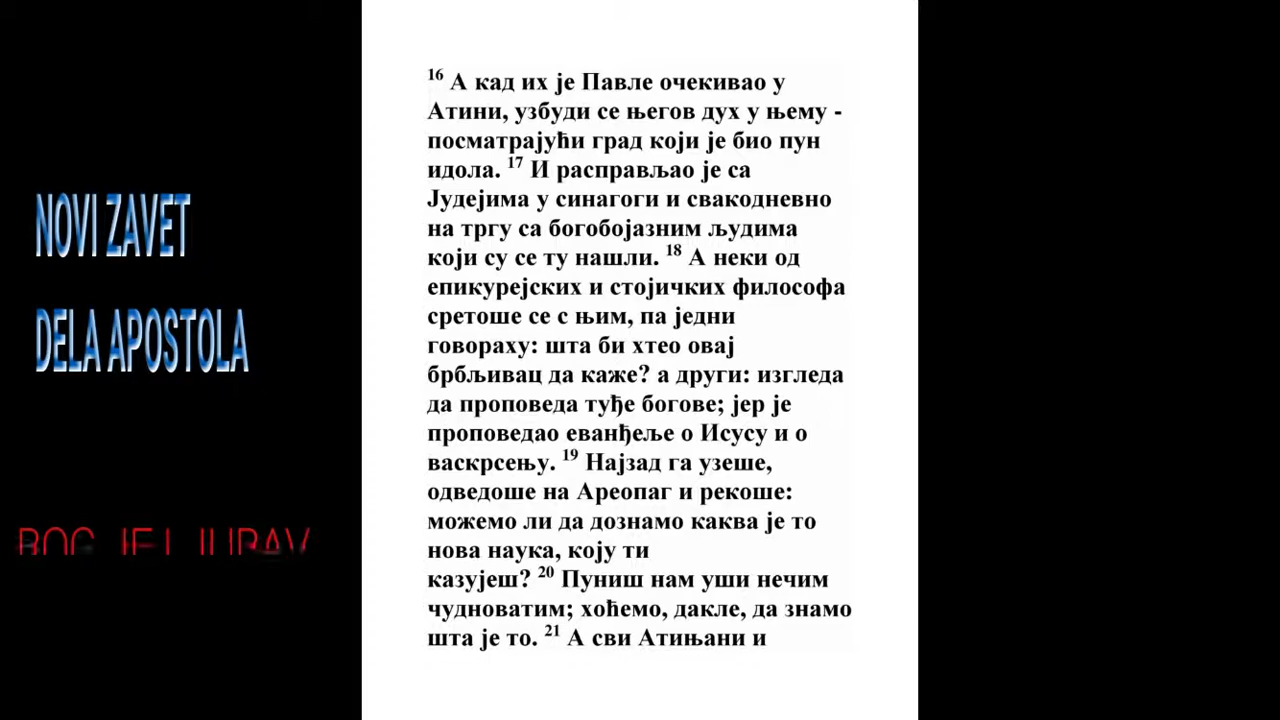 NOVI ZAVET
DELA APOSTOLA
16 А кад их је Павле очекивао у
Атини, узбуди се његов дух у њему -
посматрајући град који је био пун
идола. 17 И расправљао је са
Јудејима у синагоги и свакодневно
на тргу са богобојазним људима
који су се ту нашли. 18 А неки од
епикурејских и стојичких философа
сретоше се с њим, па једни
говораху: шта би хтео овај
брбљивац да каже? а други: изгледа
да проповеда туђе богове; јер је
проповедао еванђеље о Исусу и о
васкрсењу. 19 Најзад га узеше,
одведоше на Ареопаг и рекоше:
можемо ли да дознамо каква је то
нова наука, коју ти
казујеш? 20 Пуниш нам уши нечим
чудноватим; хоћемо, дакле, да знамо
шта је то. 21 А сви Атињани и